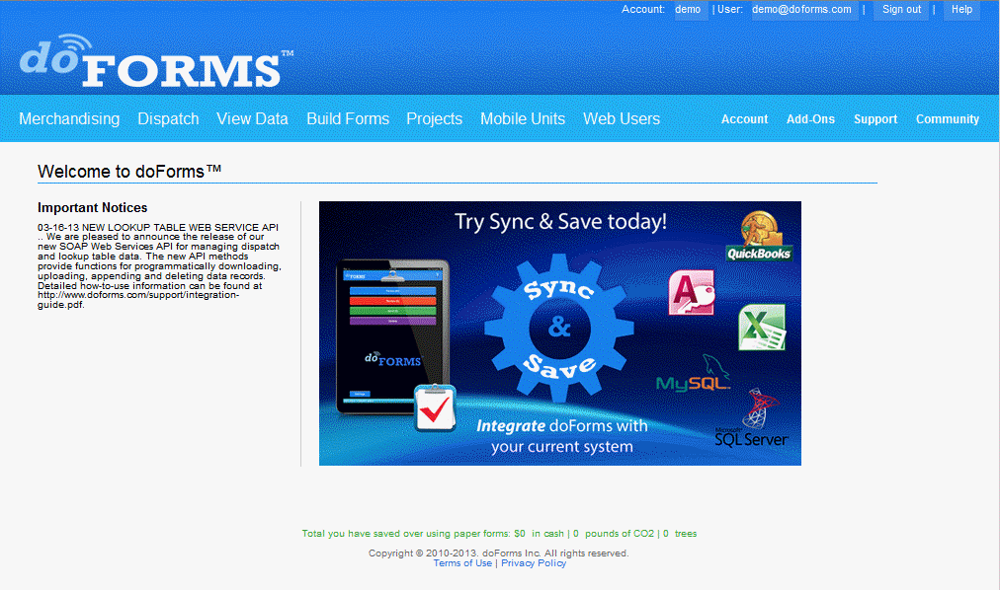 Account: demo | User: demo@doforms.com | Sign out | Help
doFORMS™
Merchandising Dispatch View Data Build Forms Projects Mobile Units Web Users Account Add-Ons Support Community
Welcome to doForms™
Important Notices
03-16-13 NEW LOOKUP TABLE WEB SERVICE API
.. We are pleased to announce the release of our
new SOAP Web Services API for managing dispatch
and lookup table data. The new API methods
provide functions for programmatically downloading,
uploading, appending and deleting data records.
Detailed how-to-use information can be found at
http://www.doforms.com/support/integration-
guide.pdf.
Try Sync & Save today!
QuickBooks
Sync
&
Save
doFORMS
MySQL
Microsoft
SQL Server
Integrate doForms with
your current system
Total you have saved over using paper forms: $0 in cash | 0 pounds of CO2 | 0 trees
Copyright © 2010-2013. doForms Inc. All rights reserved.
Terms of Use | Privacy Policy